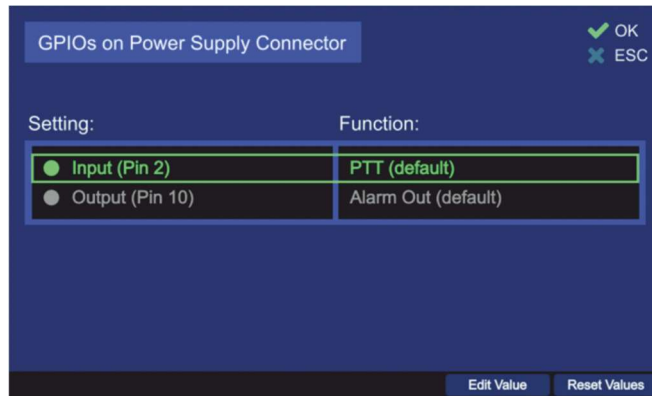 GPIOs on Power Supply Connector
OK
ESC
Setting: Function:
Input (Pin 2) PTT (default)
Output (Pin 10) Alarm Out (default)
Edit Value Reset Values